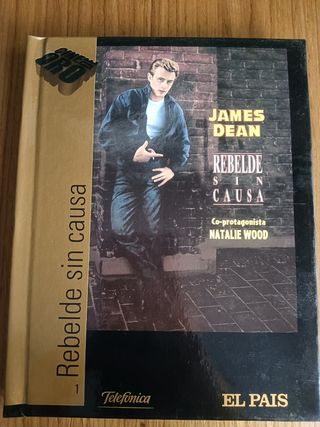 JAMES
DEAN
REBELDE
SIN
CAUSA
Co-protagonista
NATALIE WOOD
1 Rebelde sin causa
Telefónica
EL PAIS